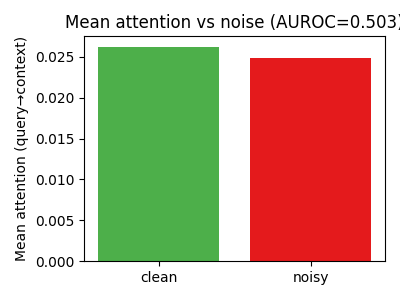 Mean attention vs noise (AUROC=0.503)
Mean attention (query→context)
0.025
0.020
0.015
0.010
0.005
0.000
clean noisy